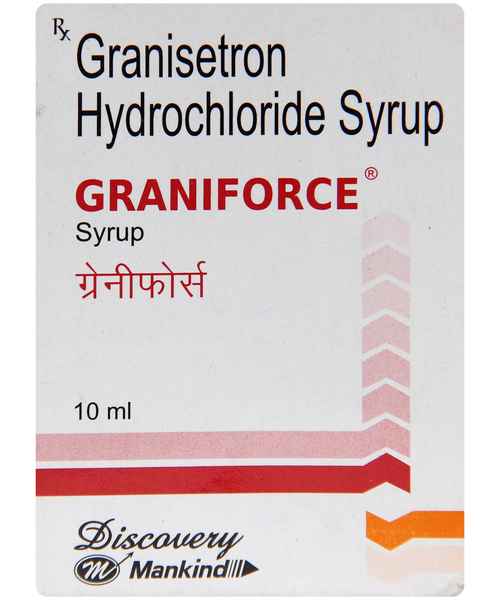 Rx Granisetron
Hydrochloride Syrup
GRANIFORCE®
Syrup
ग्रेनीफोर्स
10 ml
Discovery
M Mankind